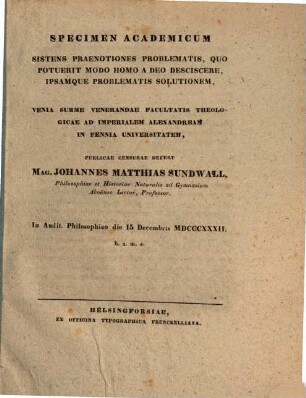 SPECIMEN ACADEMICUM
SISTENS PRAENOTIONES PROBLEMATIS, QUO
POTUERIT MODO HOMO A DEO DESCISCERE,
IPSAMQUE PROBLEMATIS SOLUTIONEM,
VENIA SUMME VENERANDAE FACULTATIS THEOLO-
GICAE AD IMPERIALEM ALEXANDREAM
IN FENNIA UNIVERSITATEM,
PUBLICAE CENSURAE DEFERT
MAG. JOHANNES MATTHIAS SUNDWALL,
Philosophiae et Historiae Naturalis ad Gymnasium
Aboënse Lector, Professor.
In Audit. Philosophico die 15 Decembris MDCCCXXXII.
h. a. m. s.
HELSINGFORSIAE,
EX OFFICINA TYPOGRAPHICA FRENCKELLIANA.